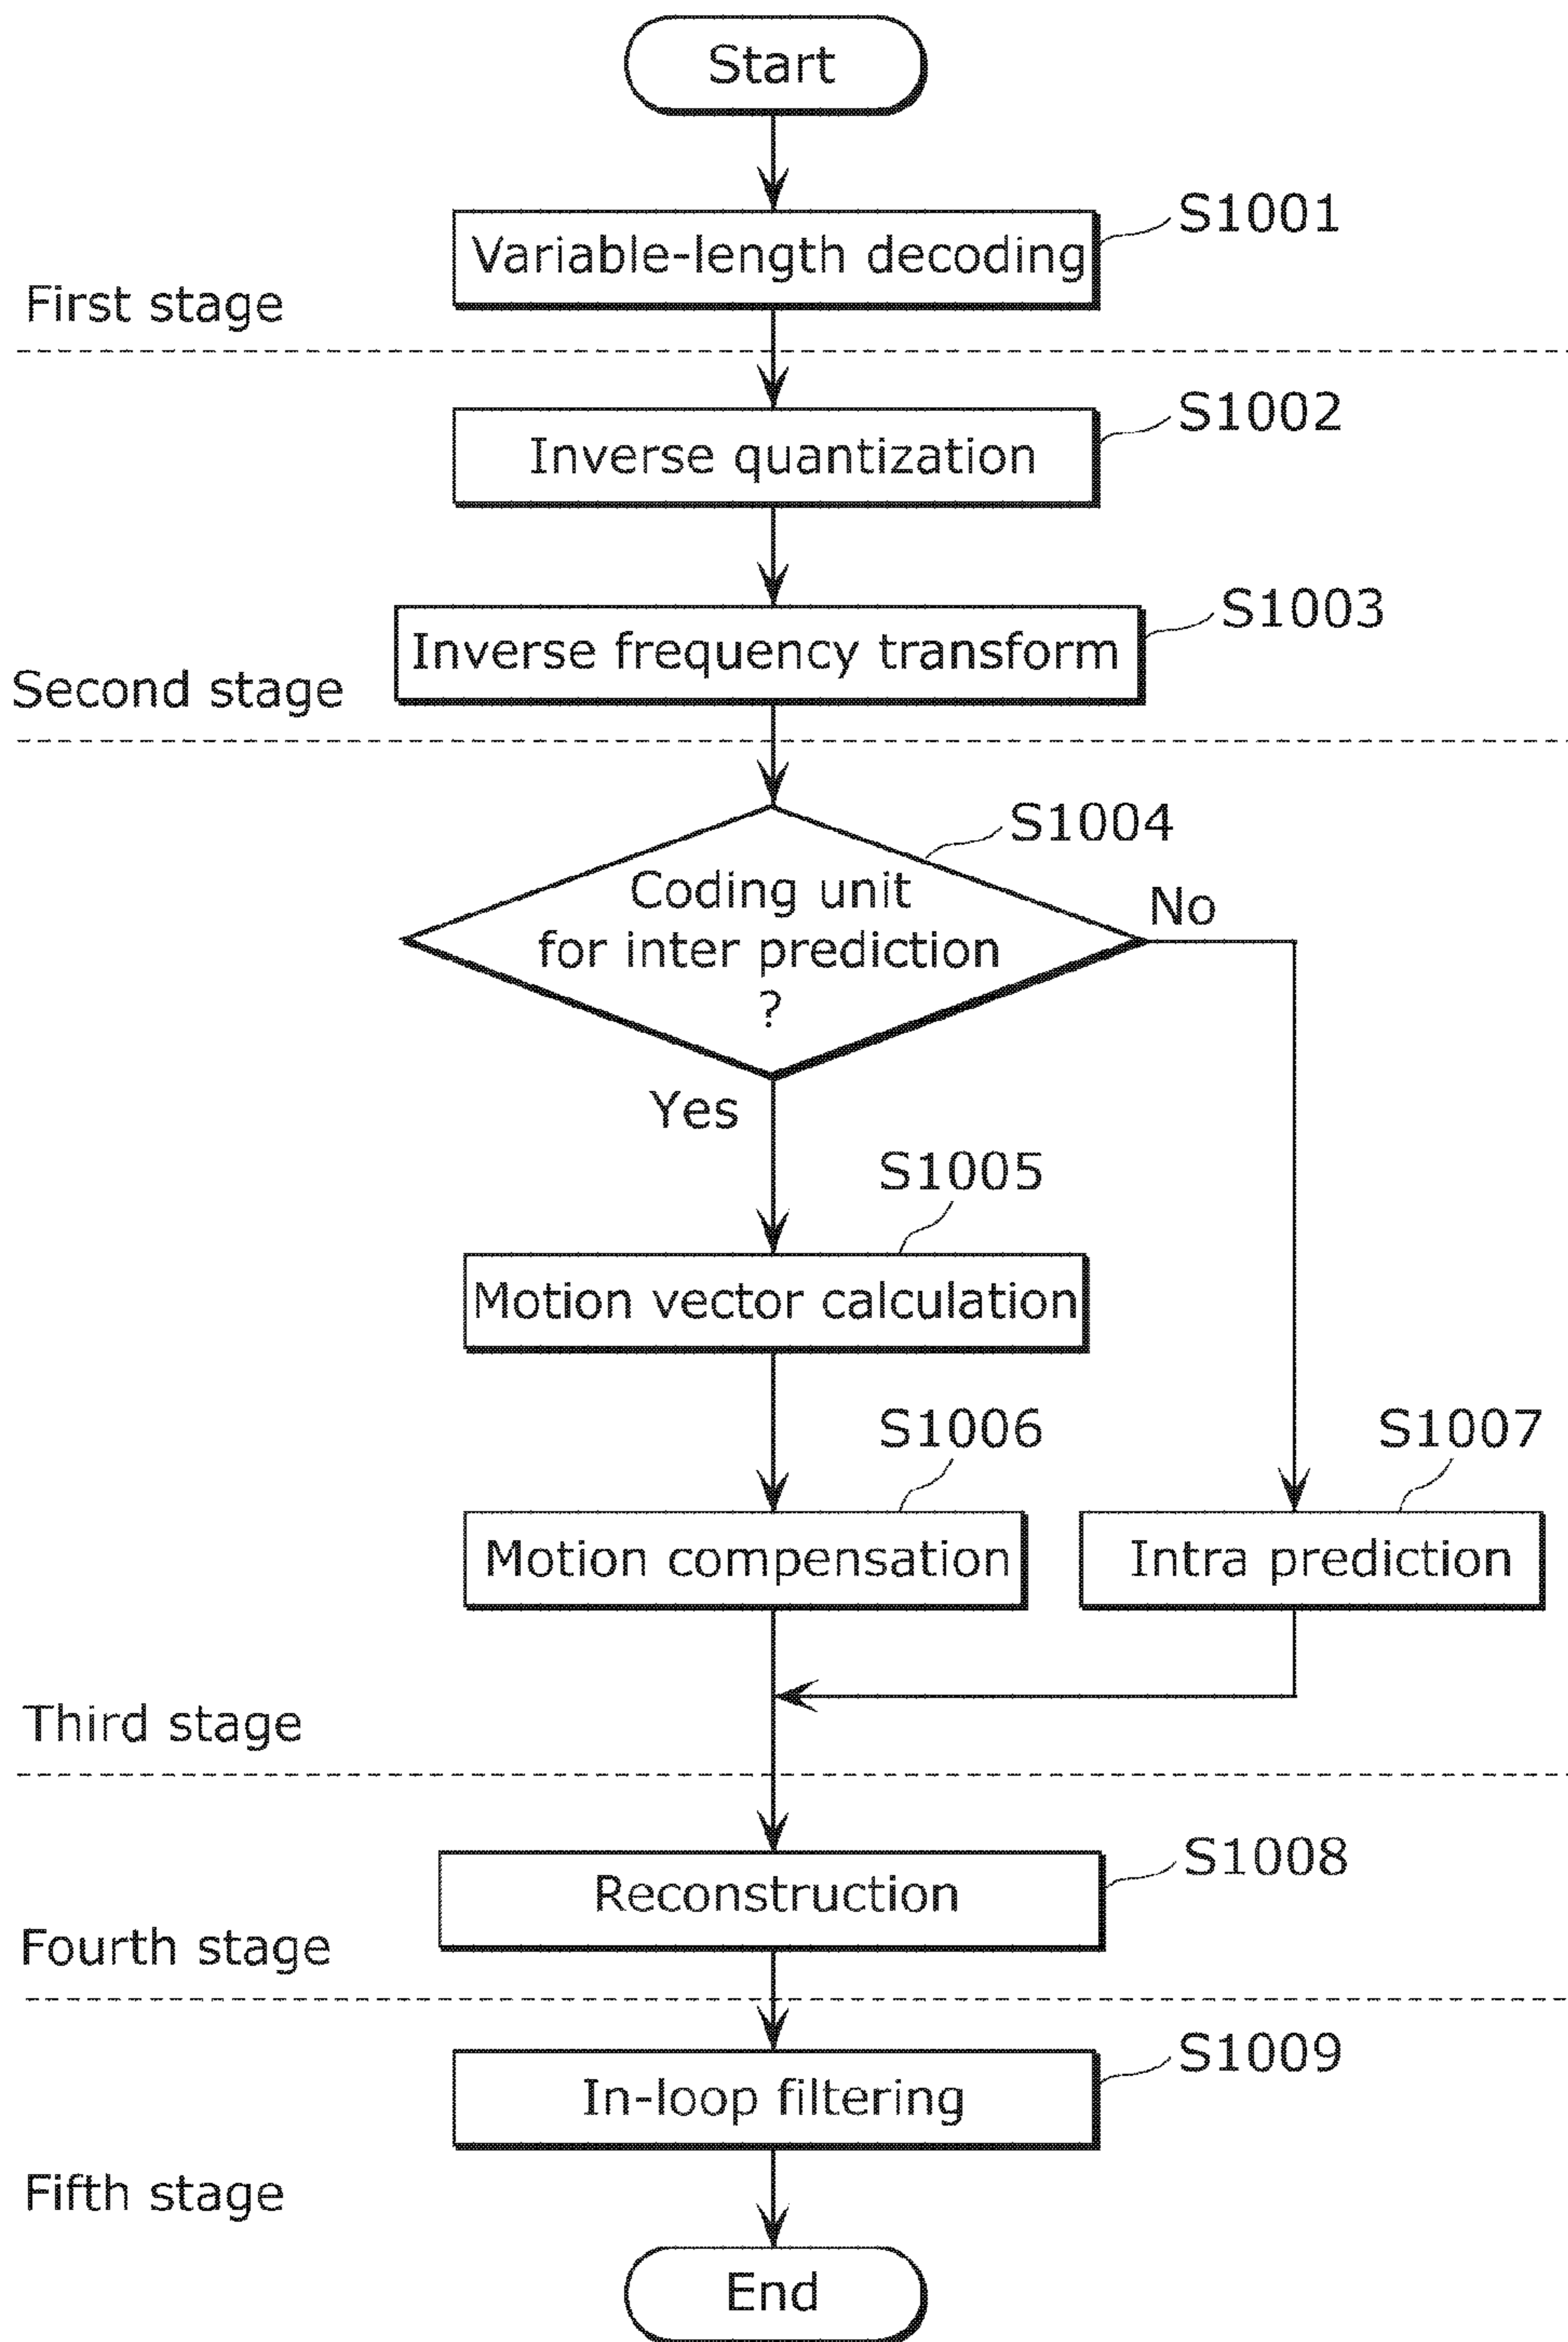 Start
S1001
Variable-length decoding
First stage
S1002
Inverse quantization
S1003
Inverse frequency transform
Second stage
S1004
Coding unit
for inter prediction
?
No
Yes
S1005
Motion vector calculation
S1006
S1007
Motion compensation
Intra prediction
Third stage
S1008
Reconstruction
Fourth stage
S1009
In-loop filtering
Fifth stage
End